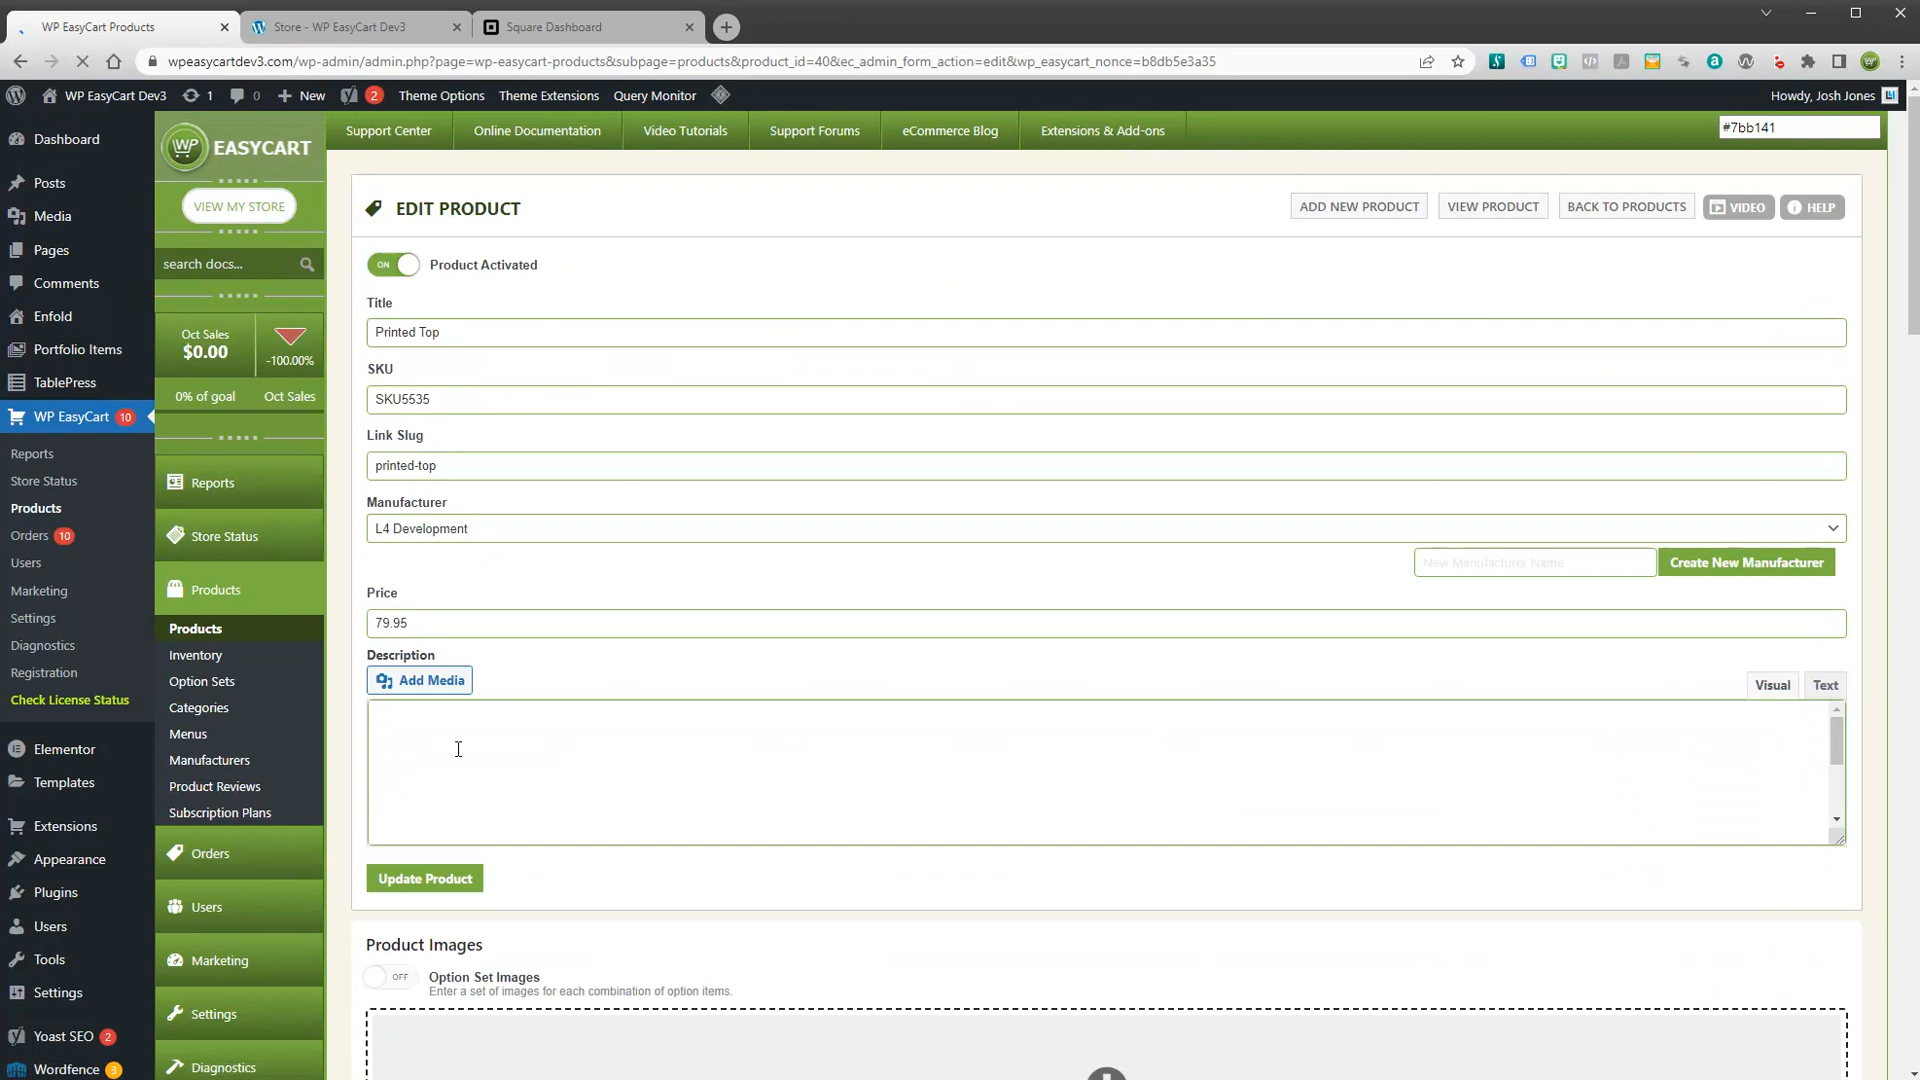 WP EasyCart Products
Store - WP EasyCart Dev3
Square Dashboard
wpeasycartdev3.com/wp-admin/admin.php?page=wp-easycart-products&subpage=products&product_id=40&ec_admin_form_action=edit&wp_easycart_nonce=b8db5e3a35
WP EasyCart Dev3
1
0
New
2
Theme Options
Theme Extensions
Query Monitor
Howdy, Josh Jones
Dashboard
Posts
Media
Pages
Comments
Enfold
Portfolio Items
TablePress
WP EasyCart 10
Reports
Store Status
Products
Orders 10
Users
Marketing
Settings
Diagnostics
Registration
Check License Status
Elementor
Templates
Extensions
Appearance
Plugins
Users
Tools
Settings
Yoast SEO 2
Wordfence 3
WP EASYCART
VIEW MY STORE
search docs...
Oct Sales
$0.00
-100.00%
0% of goal
Oct Sales
Reports
Store Status
Products
Products
Inventory
Option Sets
Categories
Menus
Manufacturers
Product Reviews
Subscription Plans
Orders
Users
Marketing
Settings
Diagnostics
Support Center
Online Documentation
Video Tutorials
Support Forums
eCommerce Blog
Extensions & Add-ons
#7bb141
EDIT PRODUCT
ADD NEW PRODUCT
VIEW PRODUCT
BACK TO PRODUCTS
VIDEO
HELP
ON
Product Activated
Title
Printed Top
SKU
SKU5535
Link Slug
printed-top
Manufacturer
L4 Development
New Manufacturer Name
Create New Manufacturer
Price
79.95
Description
Add Media
Visual
Text
Update Product
Product Images
OFF
Option Set Images
Enter a set of images for each combination of option items.